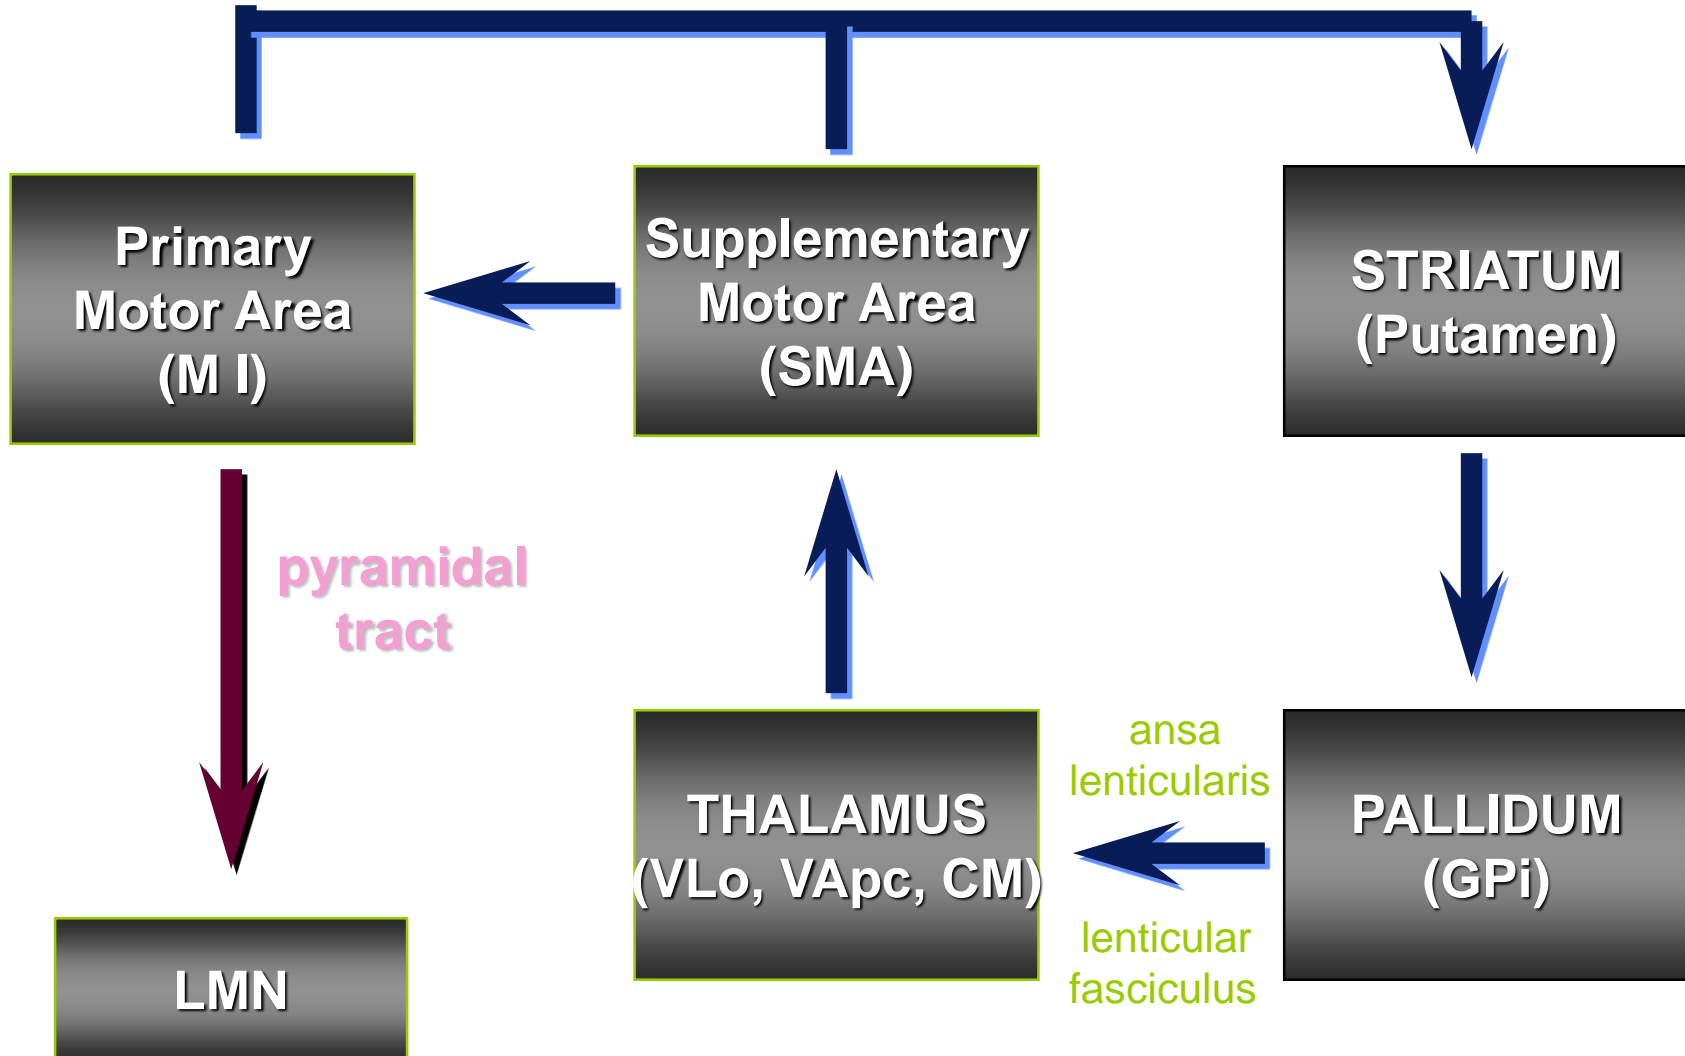 Primary
Motor Area
(M I)
Supplementary
Motor Area
(SMA)
STRIATUM
(Putamen)
pyramidal
tract
THALAMUS
(VLo, VApc, CM)
ansa
lenticularis
lenticular
fasciculus
PALLIDUM
(GPi)
LMN